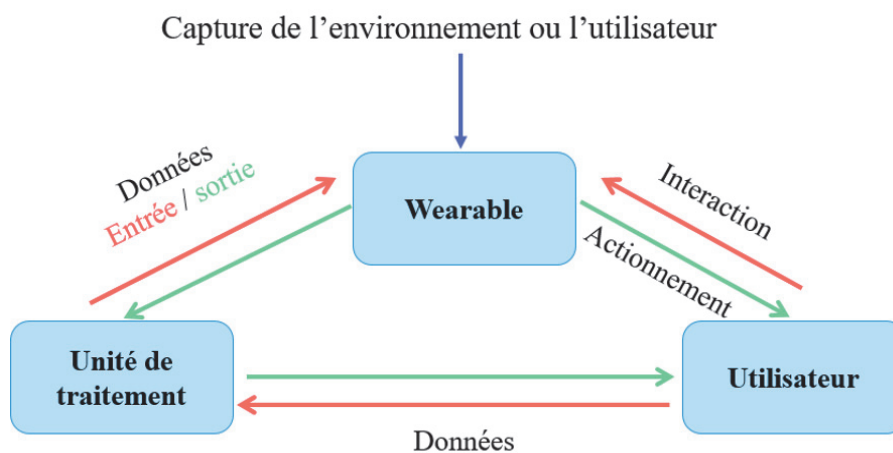 Capture de l’environnement ou l’utilisateur
Données
Entrée / sortie
Wearable
Interaction
Actionnement
Unité de
traitement
Utilisateur
Données